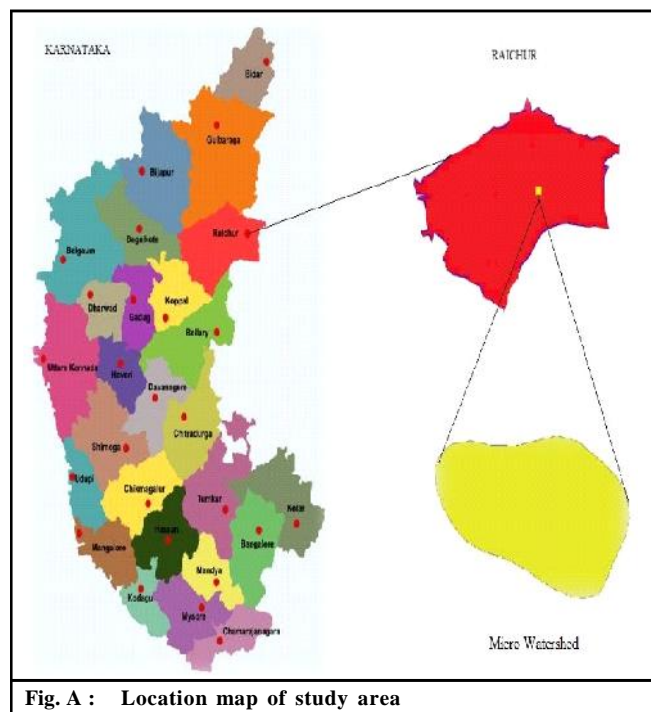 KARNATAKA
RAICHUR
Bidar
Gulbarga
Bijapur
Raichur
Bagalkote
Belgaum
Dharwad
Gadag
Koppal
Bellary
Uttara Kannada
Haveri
Davanagere
Chitradurga
Shimoga
Udupi
Chikmagalur
Tumkur
Kolar
Hassan
Bangalore
Mangalore
Mandya
Kodagu
Mysore
Chamarajanagara
Micro Watershed
Fig. A : Location map of study area